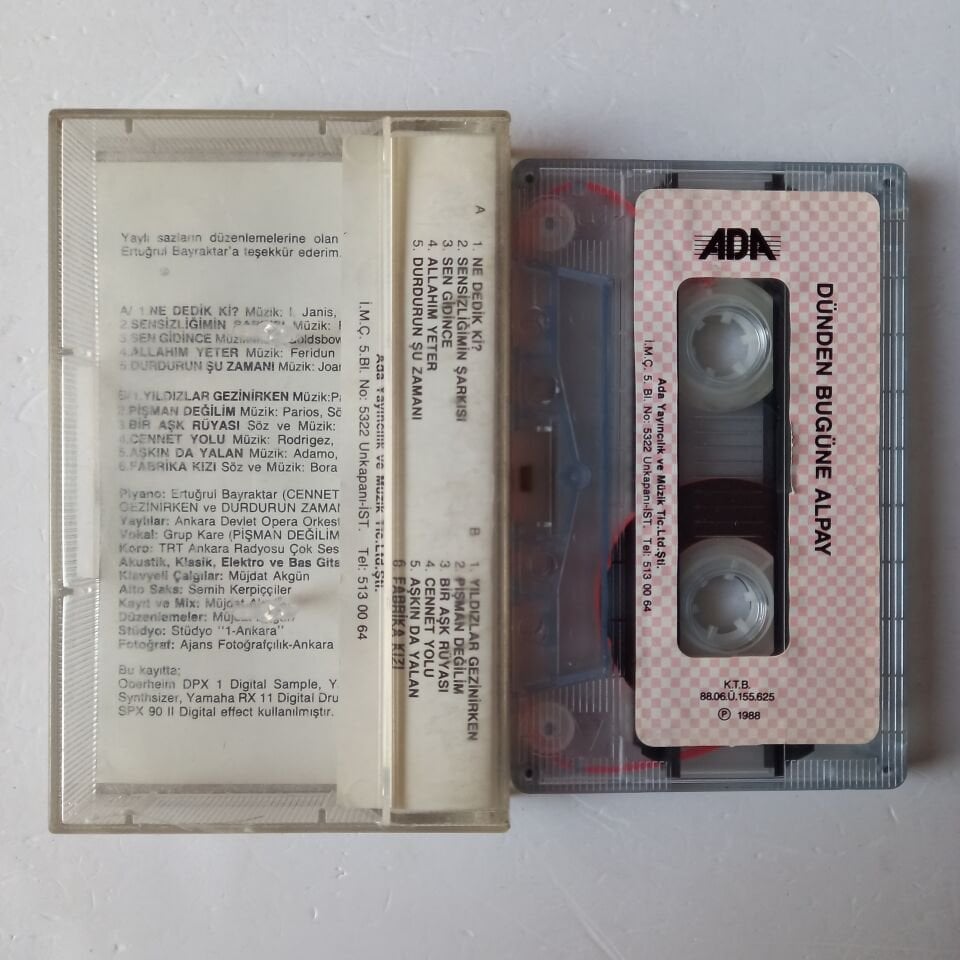 Yaylı sazların düzenlemelerine olan
Ertuğrul Bayraktar'a teşekkür ederim.
A/ 1 NE DEDİK Kİ? Müzik: I. Janis,
2.SENSİZLİĞİMİN Müzik:
3 SEN GİDİNCE
4.ALLAHIM YETER Müzik: Feridun
5.DURDURUN ŞU ZAMANI Müzik:
B/ 1.YILDIZLAR GEZİNİRKEN Müzik:
2.PİŞMAN DEĞİLİM Müzik: Parios,
3.BİR AŞK RÜYASI Söz ve Müzik:
4.CENNET YOLU Müzik: Rodrigez,
5.AŞKIN DA YALAN Müzik: Adamo,
6.FABRİKA KIZI Söz ve Müzik: Bora
Piyano: Ertuğrul Bayraktar (CENNET
GEZİNİRKEN ve DURDURUN
Yaylılar: Ankara Devlet Opera
Vokal: Grup Kare (PİŞMAN
Koro: TRT Ankara Radyosu Çok Ses
Akustik, Klasik, Elektro ve Bas
Klavyeli Çalgılar: Müjdat Akgün
Alto Saks: Semih Kerpiççiler
Kayıt ve Mix:
Düzenlemeler:
Stüdyo: Stüdyo "1-Ankara"
Fotoğraf: Ajans Fotoğrafçılık-Ankara
Bu kayıtta;
Oberheim DPX 1 Digital Sample,
Synthsizer, Yamaha RX 11 Digital
SPX 90 II Digital effect kullanılmıştır.
A
1. NE DEDİK Kİ?
2. SENSİZLİĞİMİN ŞARKISI
3. SEN GİDİNCE
4. ALLAHIM YETER
5. DURDURUN ŞU ZAMANI
B
1. YILDIZLAR GEZİNİRKEN
2. PİŞMAN DEĞİLİM
3. BİR AŞK RÜYASI
4. CENNET YOLU
5. AŞKIN DA YALAN
6 FABRİKA KIZI
Ada Yayıncılık ve Müzik Tic.Ltd.Şti.
İ.M.Ç. 5.Bl. No: 5322 Unkapanı-İST. Tel: 513 00 64
ADA
DÜNDEN BUGÜNE ALPAY
Ada Yayıncılık ve Müzik Tic.Ltd.Şti.
İ.M.Ç. 5. Bl. No: 5322 Unkapanı-İST. Tel: 513 00 64
K.T.B.
88.06.Ü.155.625
Ⓟ 1988